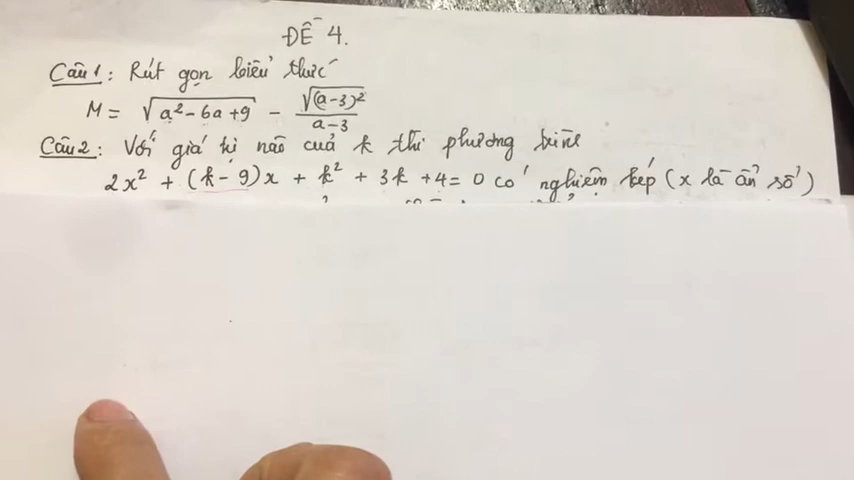 ĐỀ 4.
Câu 1: Rút gọn biểu thức
M = √(a² - 6a + 9) - √((a-3)²) / (a-3)
Câu 2: Với giá trị nào của k thì phương trình
2x² + (k - 9)x + k² + 3k + 4 = 0 có nghiệm kép (x là ẩn số)